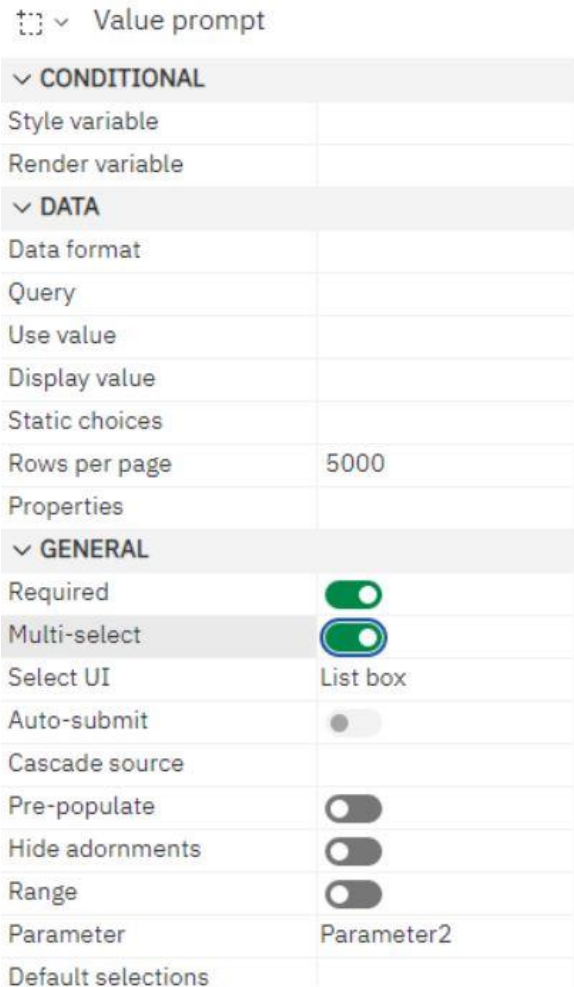 Value prompt
CONDITIONAL
Style variable
Render variable
DATA
Data format
Query
Use value
Display value
Static choices
Rows per page 5000
Properties
GENERAL
Required
Multi-select
Select UI List box
Auto-submit
Cascade source
Pre-populate
Hide adornments
Range
Parameter Parameter2
Default selections